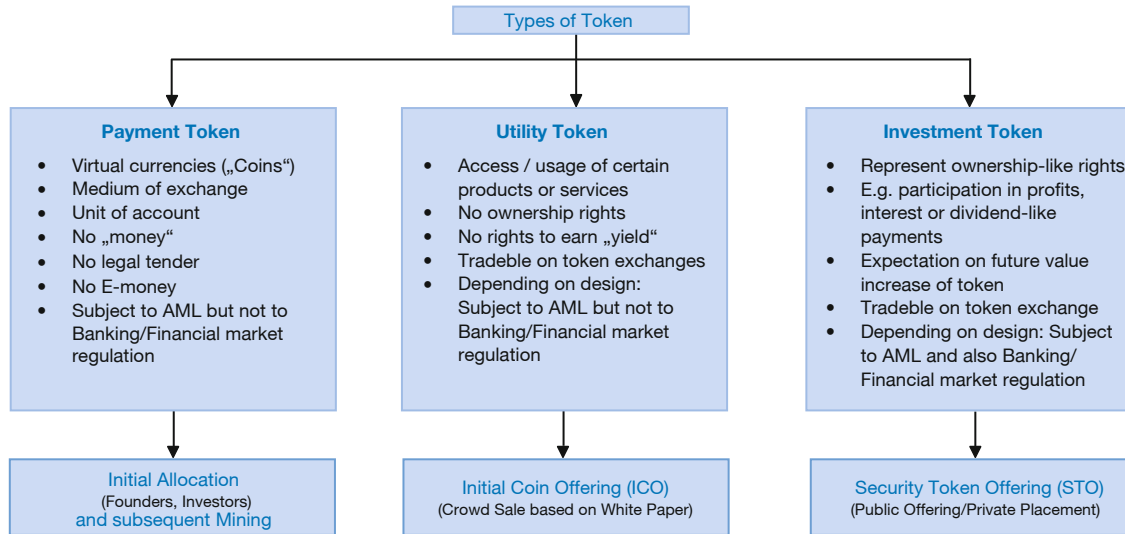 Types of Token
Payment Token
• Virtual currencies („Coins“)
• Medium of exchange
• Unit of account
• No „money“
• No legal tender
• No E-money
• Subject to AML but not to
Banking/Financial market
regulation
Utility Token
• Access / usage of certain
products or services
• No ownership rights
• No rights to earn „yield“
• Tradeble on token exchanges
• Depending on design:
Subject to AML but not to
Banking/Financial market
regulation
Investment Token
• Represent ownership-like rights
• E.g. participation in profits,
interest or dividend-like
payments
• Expectation on future value
increase of token
• Tradeble on token exchange
• Depending on design: Subject
to AML and also Banking/
Financial market regulation
Initial Allocation
(Founders, Investors)
and subsequent Mining
Initial Coin Offering (ICO)
(Crowd Sale based on White Paper)
Security Token Offering (STO)
(Public Offering/Private Placement)